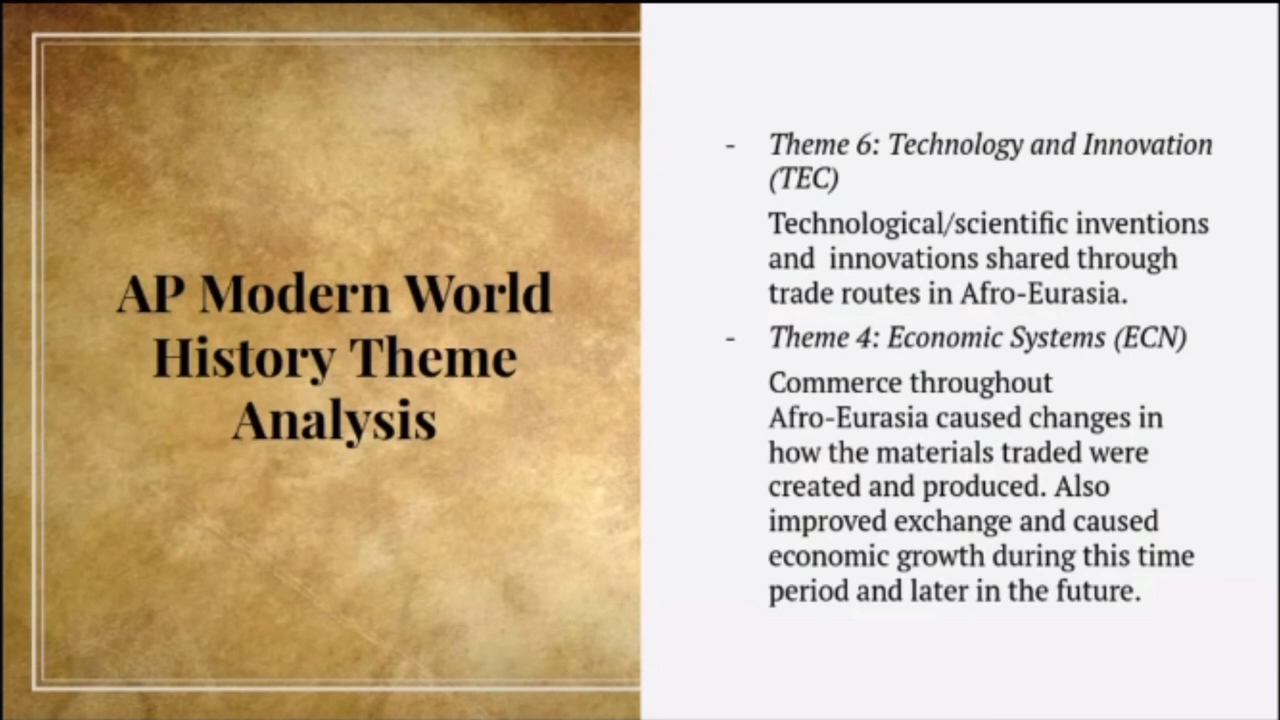 AP Modern World
History Theme
Analysis
- Theme 6: Technology and Innovation
(TEC)
Technological/scientific inventions
and  innovations shared through
trade routes in Afro-Eurasia.
- Theme 4: Economic Systems (ECN)
Commerce throughout
Afro-Eurasia caused changes in
how the materials traded were
created and produced. Also
improved exchange and caused
economic growth during this time
period and later in the future.